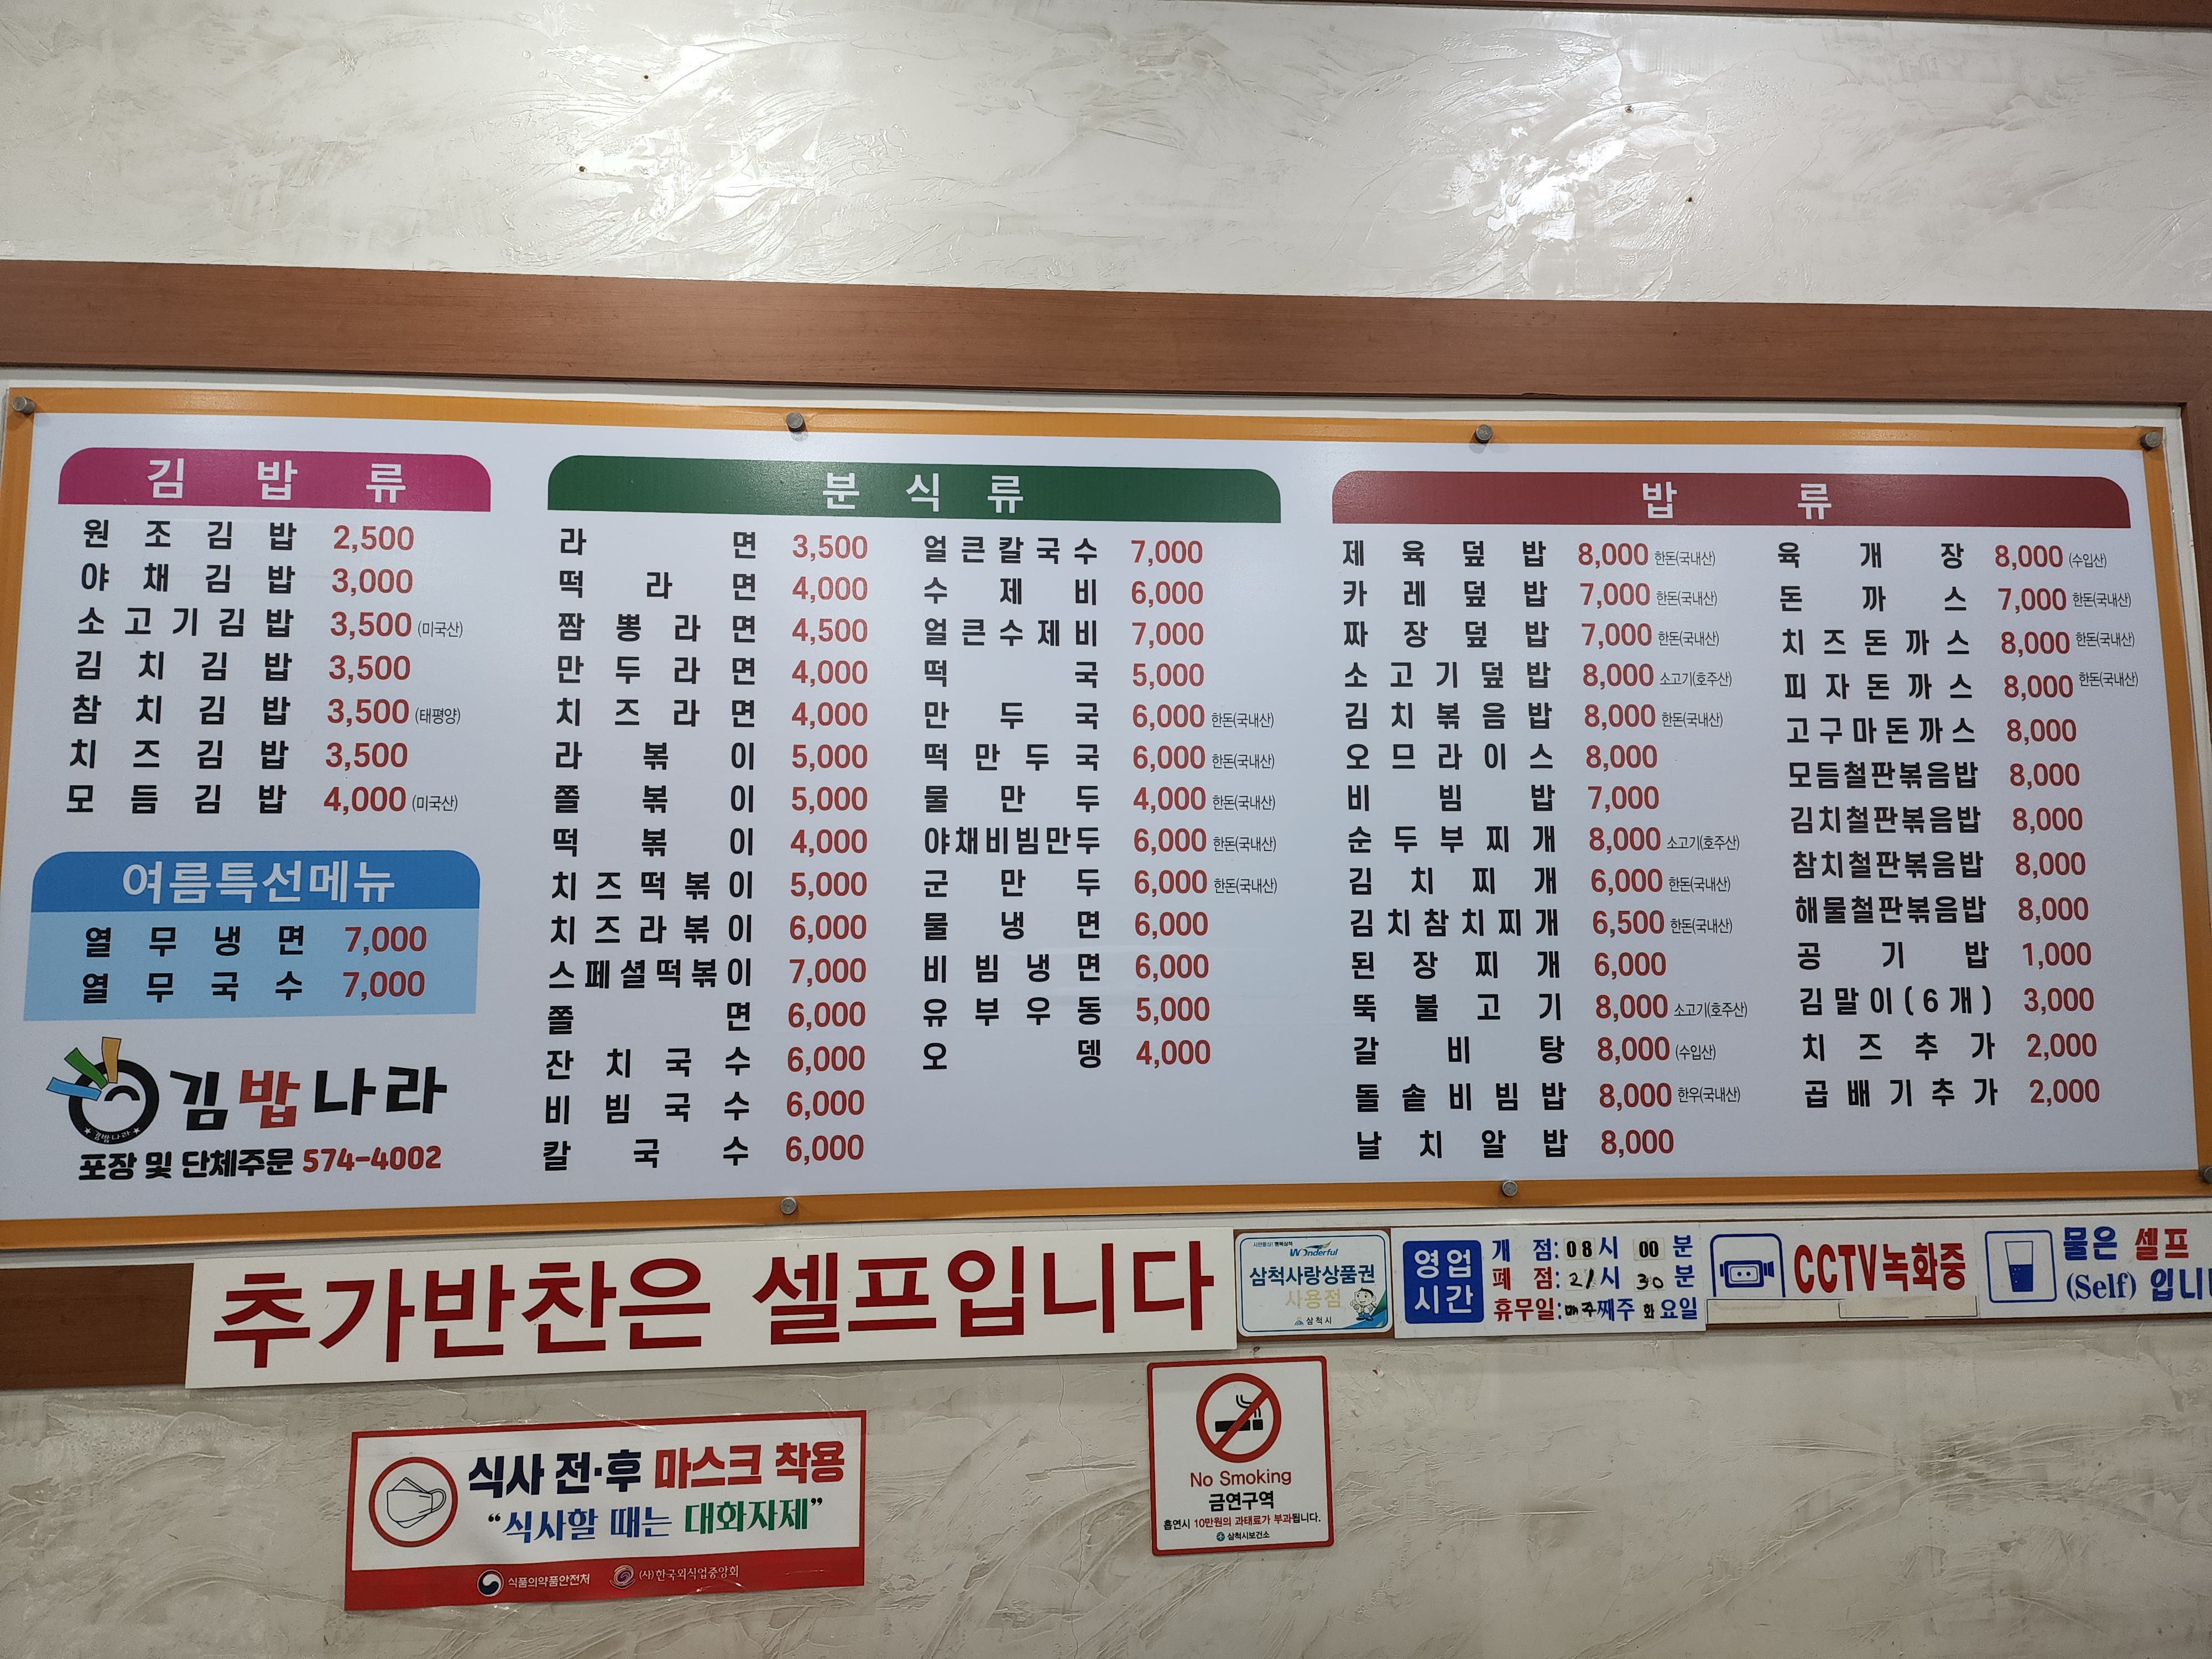 김밥류
원조김밥 2,500
야채김밥 3,000
소고기김밥 3,500 (미국산)
김치김밥 3,500
참치김밥 3,500 (태평양)
치즈김밥 3,500
모듬김밥 4,000 (미국산)
여름특선메뉴
열무냉면 7,000
열무국수 7,000
김밥나라
김밥나라
포장 및 단체주문 574-4002
분식류
라면 3,500
떡라면 4,000
짬뽕라면 4,500
만두라면 4,000
치즈라면 4,000
라볶이 5,000
쫄볶이 5,000
떡볶이 4,000
치즈떡볶이 5,000
치즈라볶이 6,000
스페셜떡볶이 7,000
쫄면 6,000
잔치국수 6,000
비빔국수 6,000
칼국수 6,000
얼큰칼국수 7,000
수제비 6,000
얼큰수제비 7,000
떡국 5,000
만두국 6,000 한돈(국내산)
떡만두국 6,000 한돈(국내산)
물만두 4,000 한돈(국내산)
야채비빔만두 6,000 한돈(국내산)
군만두 6,000 한돈(국내산)
물냉면 6,000
비빔냉면 6,000
유부우동 5,000
오뎅 4,000
밥류
제육덮밥 8,000 한돈(국내산)
카레덮밥 7,000 한돈(국내산)
짜장덮밥 7,000 한돈(국내산)
소고기덮밥 8,000 소고기(호주산)
김치볶음밥 8,000 한돈(국내산)
오므라이스 8,000
비빔밥 7,000
순두부찌개 8,000 소고기(호주산)
김치찌개 6,000 한돈(국내산)
김치참치찌개 6,500 한돈(국내산)
된장찌개 6,000
뚝불고기 8,000 소고기(호주산)
갈비탕 8,000 (수입산)
돌솥비빔밥 8,000 한우(국내산)
날치알밥 8,000
육개장 8,000 (수입산)
돈까스 7,000 한돈(국내산)
치즈돈까스 8,000 한돈(국내산)
피자돈까스 8,000 한돈(국내산)
고구마돈까스 8,000
모듬철판볶음밥 8,000
김치철판볶음밥 8,000
참치철판볶음밥 8,000
해물철판볶음밥 8,000
공기밥 1,000
김말이(6개) 3,000
치즈추가 2,000
곱배기추가 2,000
추가반찬은 셀프입니다
Wonderful
삼척사랑상품권
사용점
삼척시
영업시간
개 점: 08시 00분
폐 점: 21시 30분
휴무일: 매주째주 화요일
CCTV녹화중
물은 셀프
(Self) 입니
식사 전·후 마스크 착용
“식사할 때는 대화자제”
식품의약품안전처 (사)한국외식업중앙회
No Smoking
금연구역
흡연시 10만원의 과태료가 부과됩니다.
삼척시보건소